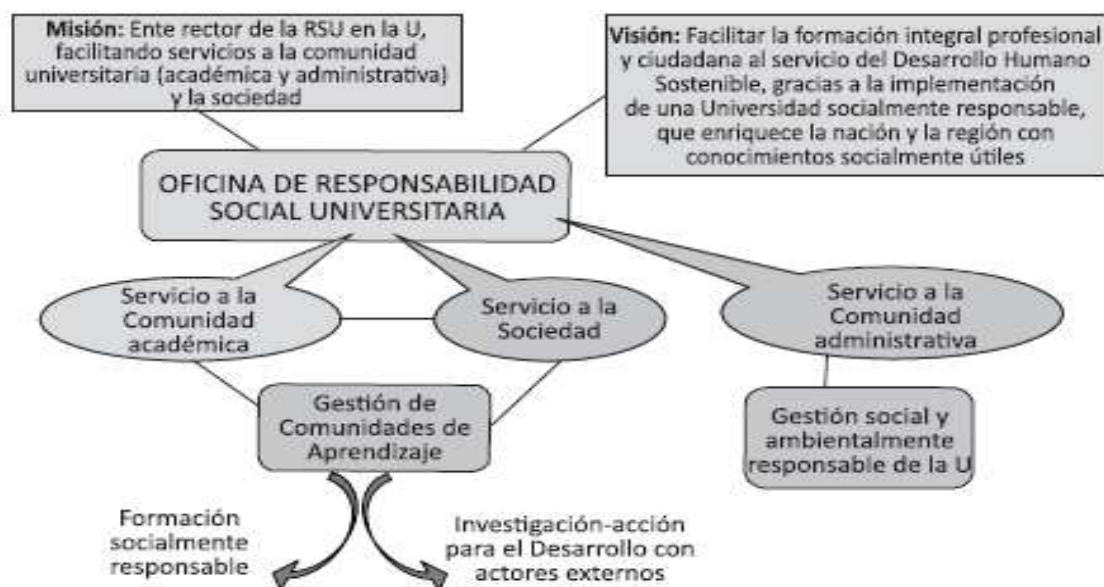 Misión: Ente rector de la RSU en la U,
facilitando servicios a la comunidad
universitaria (académica y administrativa)
y la sociedad
Visión: Facilitar la formación integral profesional
y ciudadana al servicio del Desarrollo Humano
Sostenible, gracias a la implementación
de una Universidad socialmente responsable,
que enriquece la nación y la región con
conocimientos socialmente útiles
OFICINA DE RESPONSABILIDAD
SOCIAL UNIVERSITARIA
Servicio a la
Comunidad
académica
Servicio a la
Sociedad
Servicio a la
Comunidad
administrativa
Gestión de
Comunidades de
Aprendizaje
Gestión social y
ambientalmente
responsable de la U
Formación
socialmente
responsable
Investigación-acción
para el Desarrollo con
actores externos